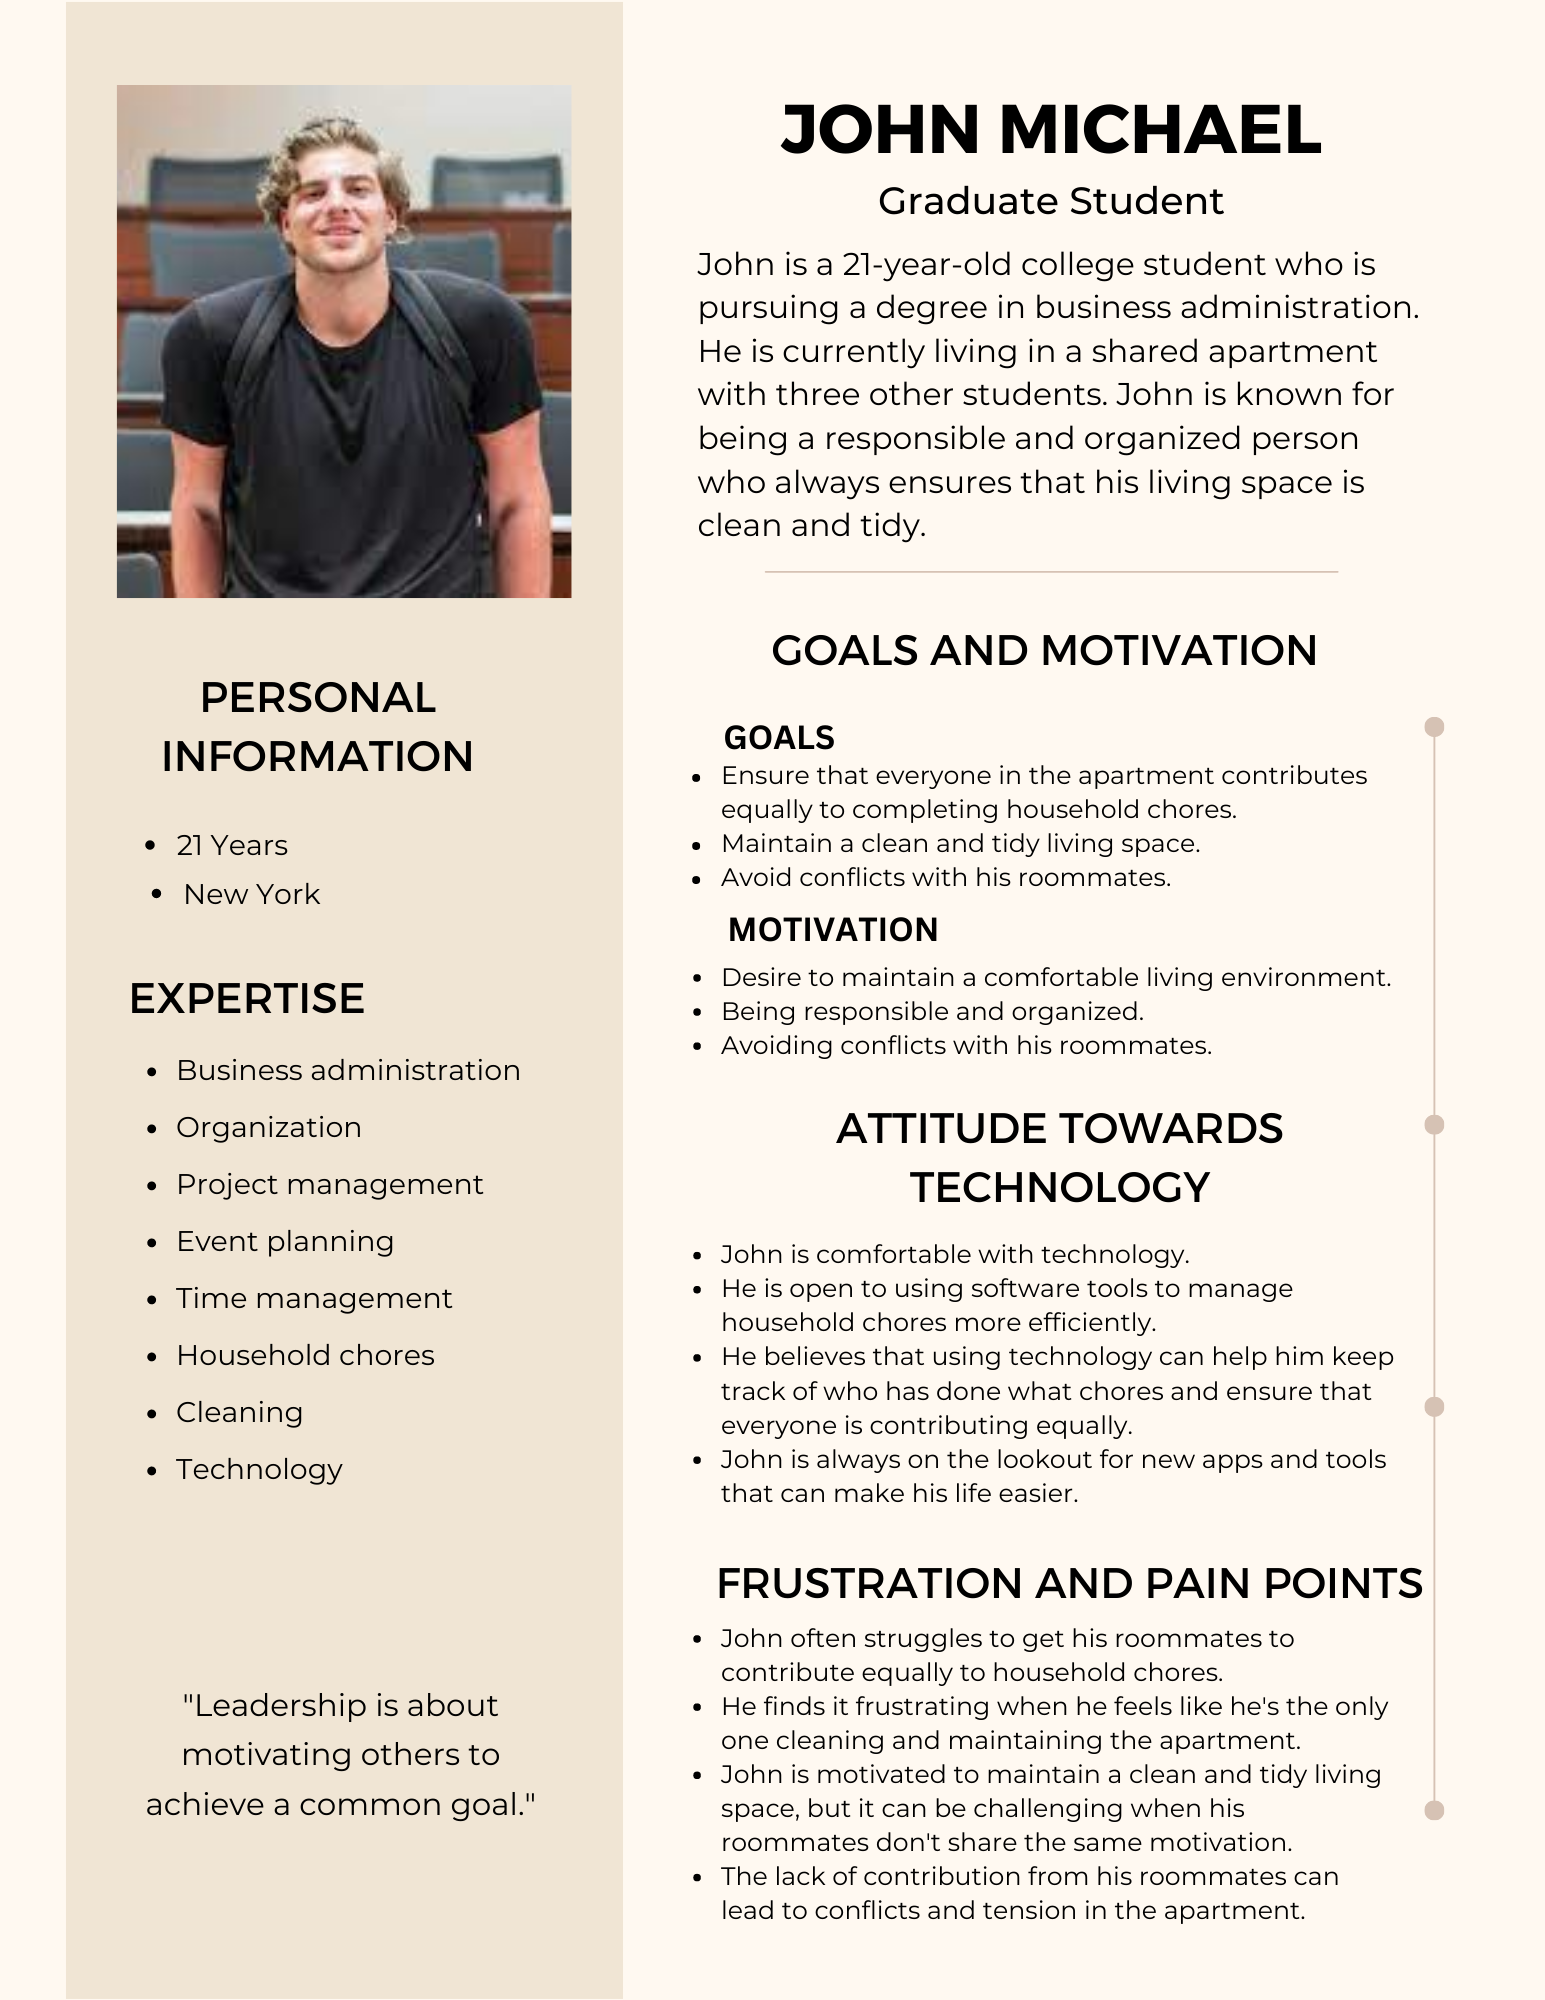 JOHN MICHAEL
Graduate Student
John is a 21-year-old college student who is
pursuing a degree in business administration.
He is currently living in a shared apartment
with three other students. John is known for
being a responsible and organized person
who always ensures that his living space is
clean and tidy.
PERSONAL
INFORMATION
• 21 Years
• New York
EXPERTISE
• Business administration
• Organization
• Project management
• Event planning
• Time management
• Household chores
• Cleaning
• Technology
"Leadership is about
motivating others to
achieve a common goal."
GOALS AND MOTIVATION
GOALS
• Ensure that everyone in the apartment contributes
equally to completing household chores.
• Maintain a clean and tidy living space.
• Avoid conflicts with his roommates.
MOTIVATION
• Desire to maintain a comfortable living environment.
• Being responsible and organized.
• Avoiding conflicts with his roommates.
ATTITUDE TOWARDS
TECHNOLOGY
• John is comfortable with technology.
• He is open to using software tools to manage
household chores more efficiently.
• He believes that using technology can help him keep
track of who has done what chores and ensure that
everyone is contributing equally.
• John is always on the lookout for new apps and tools
that can make his life easier.
FRUSTRATION AND PAIN POINTS
• John often struggles to get his roommates to
contribute equally to household chores.
• He finds it frustrating when he feels like he's the only
one cleaning and maintaining the apartment.
• John is motivated to maintain a clean and tidy living
space, but it can be challenging when his
roommates don't share the same motivation.
• The lack of contribution from his roommates can
lead to conflicts and tension in the apartment.